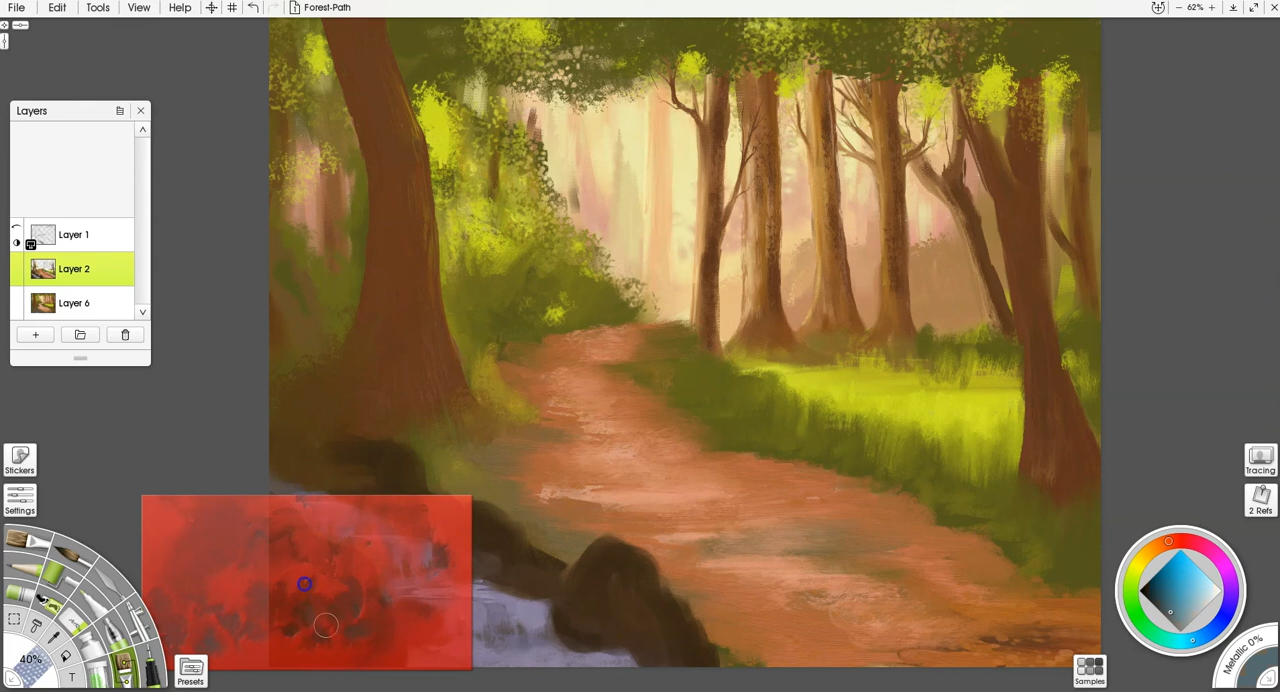 File Edit Tools View Help Forest-Path 62%
Layers
Layer 1
Layer 2
Layer 6
Stickers
Settings
Tracing
2 Refs
40%
T
Presets
Samples
Metallic 0%